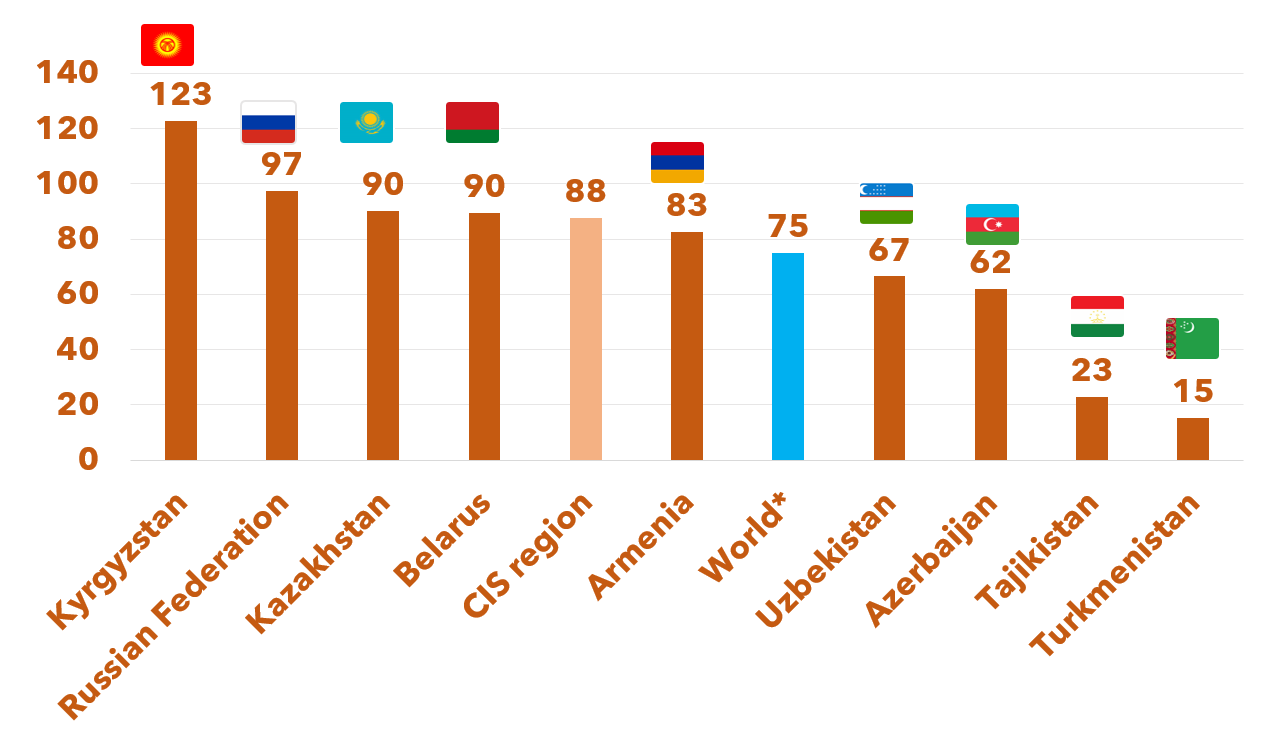 140
120
100
80
60
40
20
0
123
97
90
90
88
83
75
67
62
23
15
Kyrgyzstan
Russian Federation
Kazakhstan
Belarus
CIS region
Armenia
World*
Uzbekistan
Azerbaijan
Tajikistan
Turkmenistan